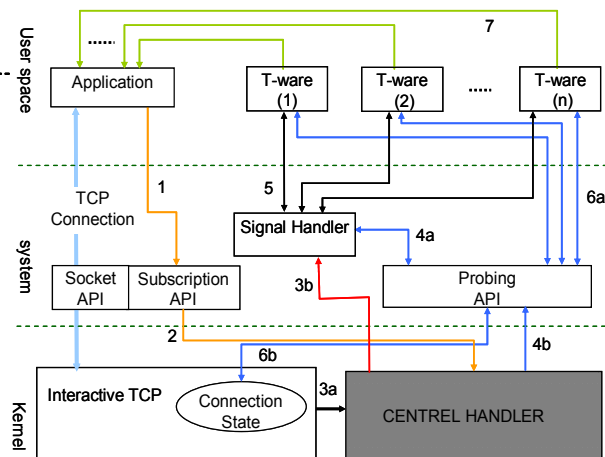 User space
......
7
Application
T-ware
(1)
T-ware
(2)
.....
T-ware
(n)
1
5
6a
TCP
Connection
system
Signal Handler
4a
3b
Socket
API
Subscription
API
Probing
API
2
6b
4b
Kernel
Interactive TCP
Connection
State
3a
CENTREL HANDLER